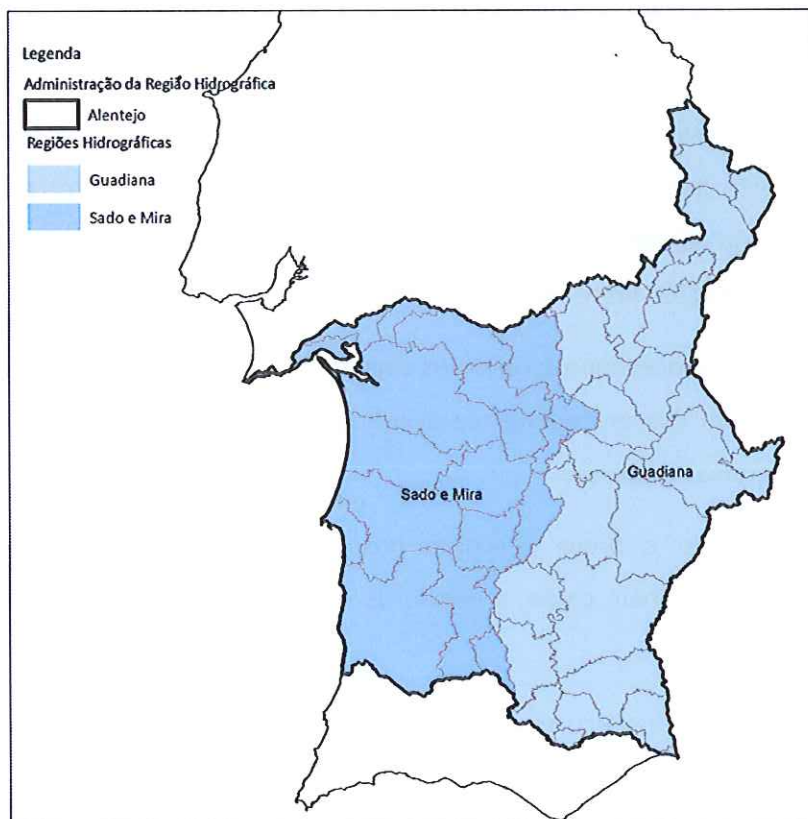 Legenda
Administração da Região Hidrográfica
Alentejo
Regiões Hidrográficas
Guadiana
Sado e Mira
Guadiana
Sado e Mira